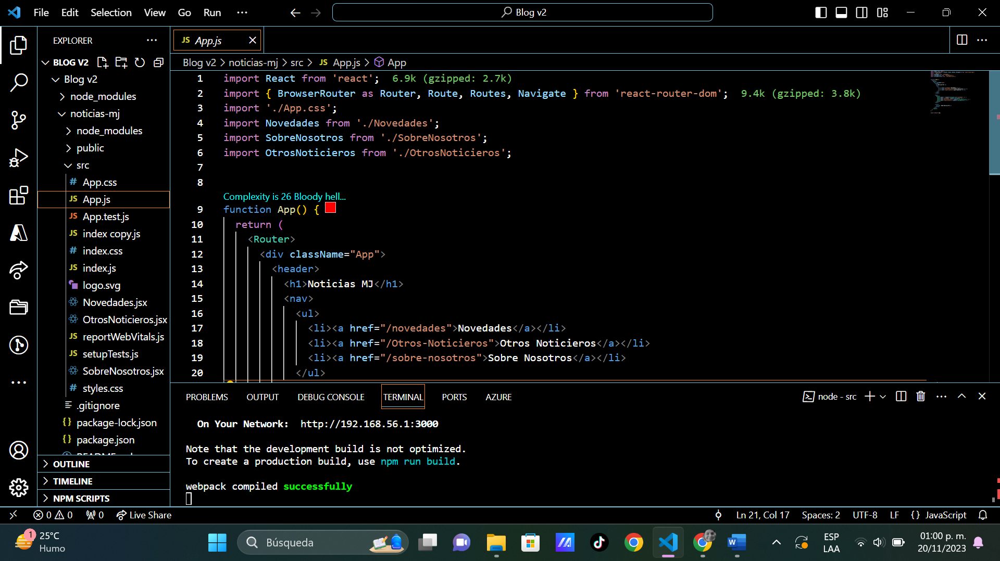 File Edit Selection View Go Run ···
Blog v2
EXPLORER
BLOG V2
Blog v2
node_modules
noticias-mj
node_modules
public
src
# App.css
JS App.js
JS App.test.js
JS index copy.js
# index.css
JS index.js
logo.svg
Novedades.jsx
OtrosNoticieros.jsx
JS reportWebVitals.js
JS setupTests.js
SobreNosotros.jsx
# styles.css
.gitignore
{} package-lock.json
{} package.json
OUTLINE
TIMELINE
NPM SCRIPTS
JS App.js
Blog v2 > noticias-mj > src > JS App.js > App
1 import React from 'react'; 6.9k (gzipped: 2.7k)
2 import { BrowserRouter as Router, Route, Routes, Navigate } from 'react-router-dom'; 9.4k (gzipped: 3.8k)
3 import './App.css';
4 import Novedades from './Novedades';
5 import SobreNosotros from './SobreNosotros';
6 import OtrosNoticieros from './OtrosNoticieros';
7
8
Complexity is 26 Bloody hell...
9 function App() {
10 return (
11 <Router>
12 <div className="App">
13 <header>
14 <h1>Noticias MJ</h1>
15 <nav>
16 <ul>
17 <li><a href="/novedades">Novedades</a></li>
18 <li><a href="/Otros-Noticieros">Otros Noticieros</a></li>
19 <li><a href="/sobre-nosotros">Sobre Nosotros</a></li>
20 </ul>
PROBLEMS OUTPUT DEBUG CONSOLE TERMINAL PORTS AZURE
node - src
On Your Network: http://192.168.56.1:3000
Note that the development build is not optimized.
To create a production build, use npm run build.
webpack compiled successfully
0 0 0 Live Share
Ln 21, Col 17 Spaces: 2 UTF-8 LF {} JavaScript
1
25°C
Humo
Búsqueda
ESP
LAA
01:00 p. m.
20/11/2023